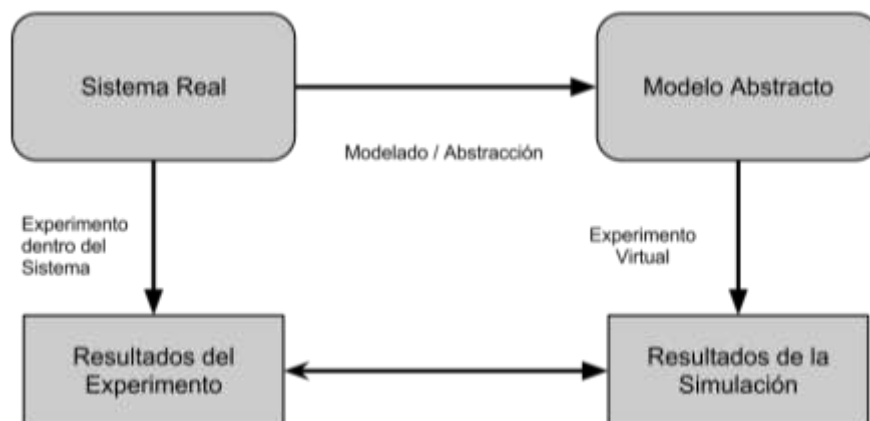 Sistema Real
Modelo Abstracto
Modelado / Abstracción
Experimento
dentro del
Sistema
Experimento
Virtual
Resultados del
Experimento
Resultados de la
Simulación